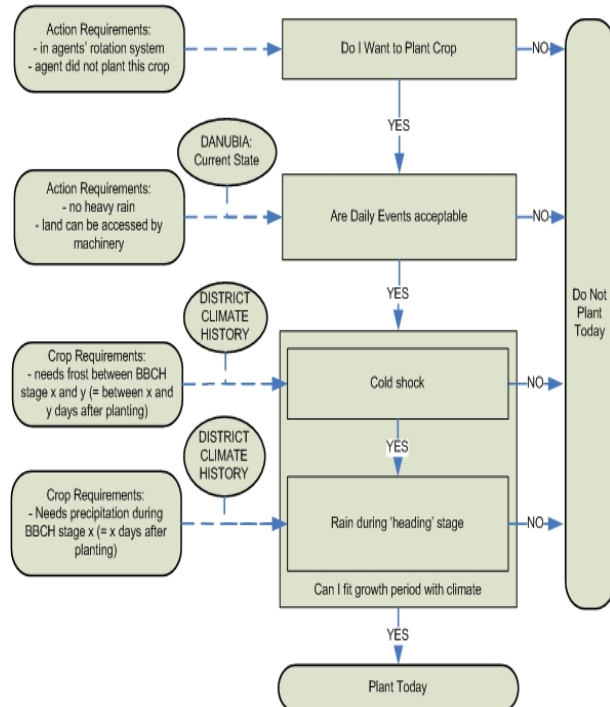 Action Requirements:
- in agents' rotation system
- agent did not plant this crop
Do I Want to Plant Crop
NO
YES
DANUBIA:
Current State
Action Requirements:
- no heavy rain
- land can be accessed by
machinery
Are Daily Events acceptable
NO
Do Not
Plant
Today
YES
DISTRICT
CLIMATE
HISTORY
Crop Requirements:
- needs frost between BBCH
stage x and y (= between x and
y days after planting)
Cold shock
NO
YES
DISTRICT
CLIMATE
HISTORY
Crop Requirements:
- Needs precipitation during
BBCH stage x (= x days after
planting)
Rain during 'heading' stage
NO
Can I fit growth period with climate
YES
Plant Today